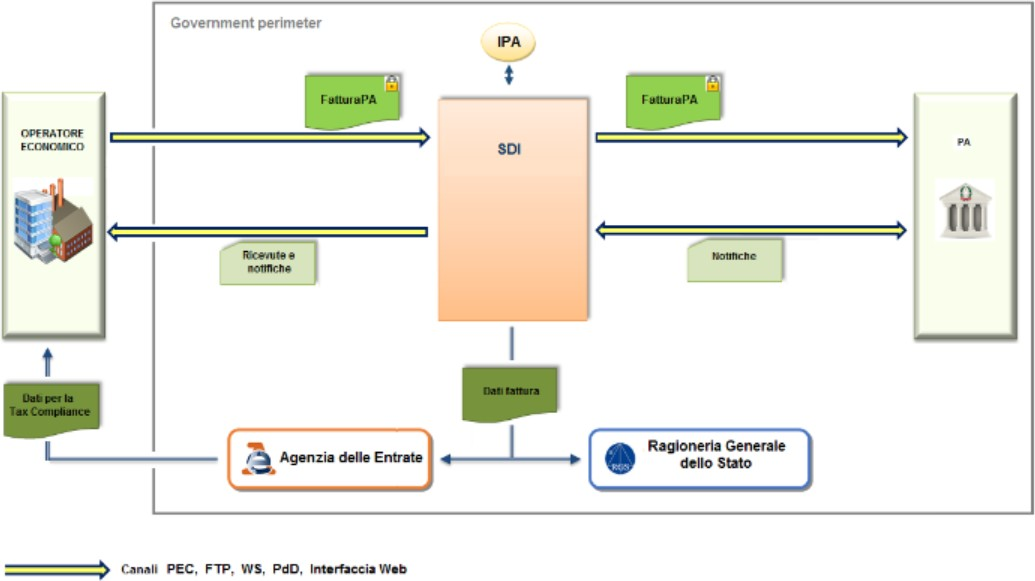 Government perimeter
IPA
FatturaPA
FatturaPA
OPERATORE
ECONOMICO
SDI
PA
Ricevute e
notifiche
Notifiche
Dati per la
Tax Compliance
Dati fattura
Agenzia delle Entrate
RGS
Ragioneria Generale
dello Stato
Canali PEC, FTP, WS, PdD, Interfaccia Web